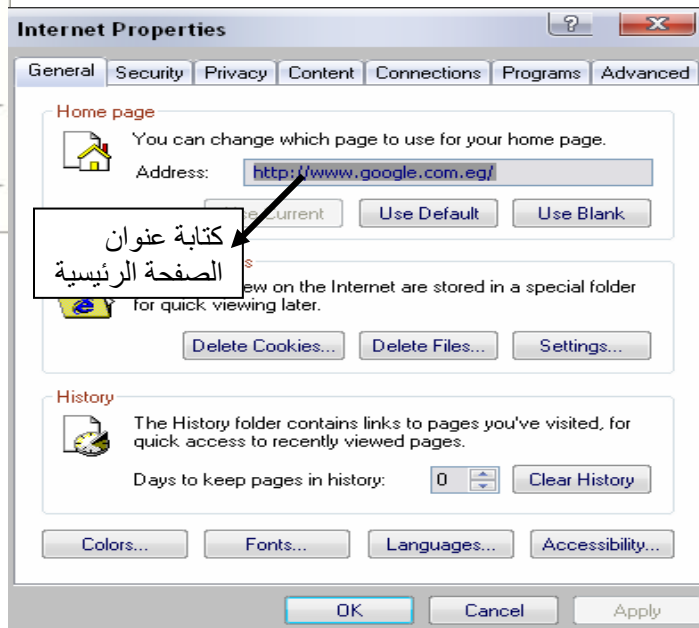 Internet Properties
General Security Privacy Content Connections Programs Advanced
Home page
You can change which page to use for your home page.
Address: http://www.google.com.eg/
Current Use Default Use Blank
كتابة عنوان
الصفحة الرئيسية
on the Internet are stored in a special folder
for quick viewing later.
Delete Cookies... Delete Files... Settings...
History
The History folder contains links to pages you've visited, for
quick access to recently viewed pages.
Days to keep pages in history: 0 Clear History
Colors... Fonts... Languages... Accessibility...
OK Cancel Apply